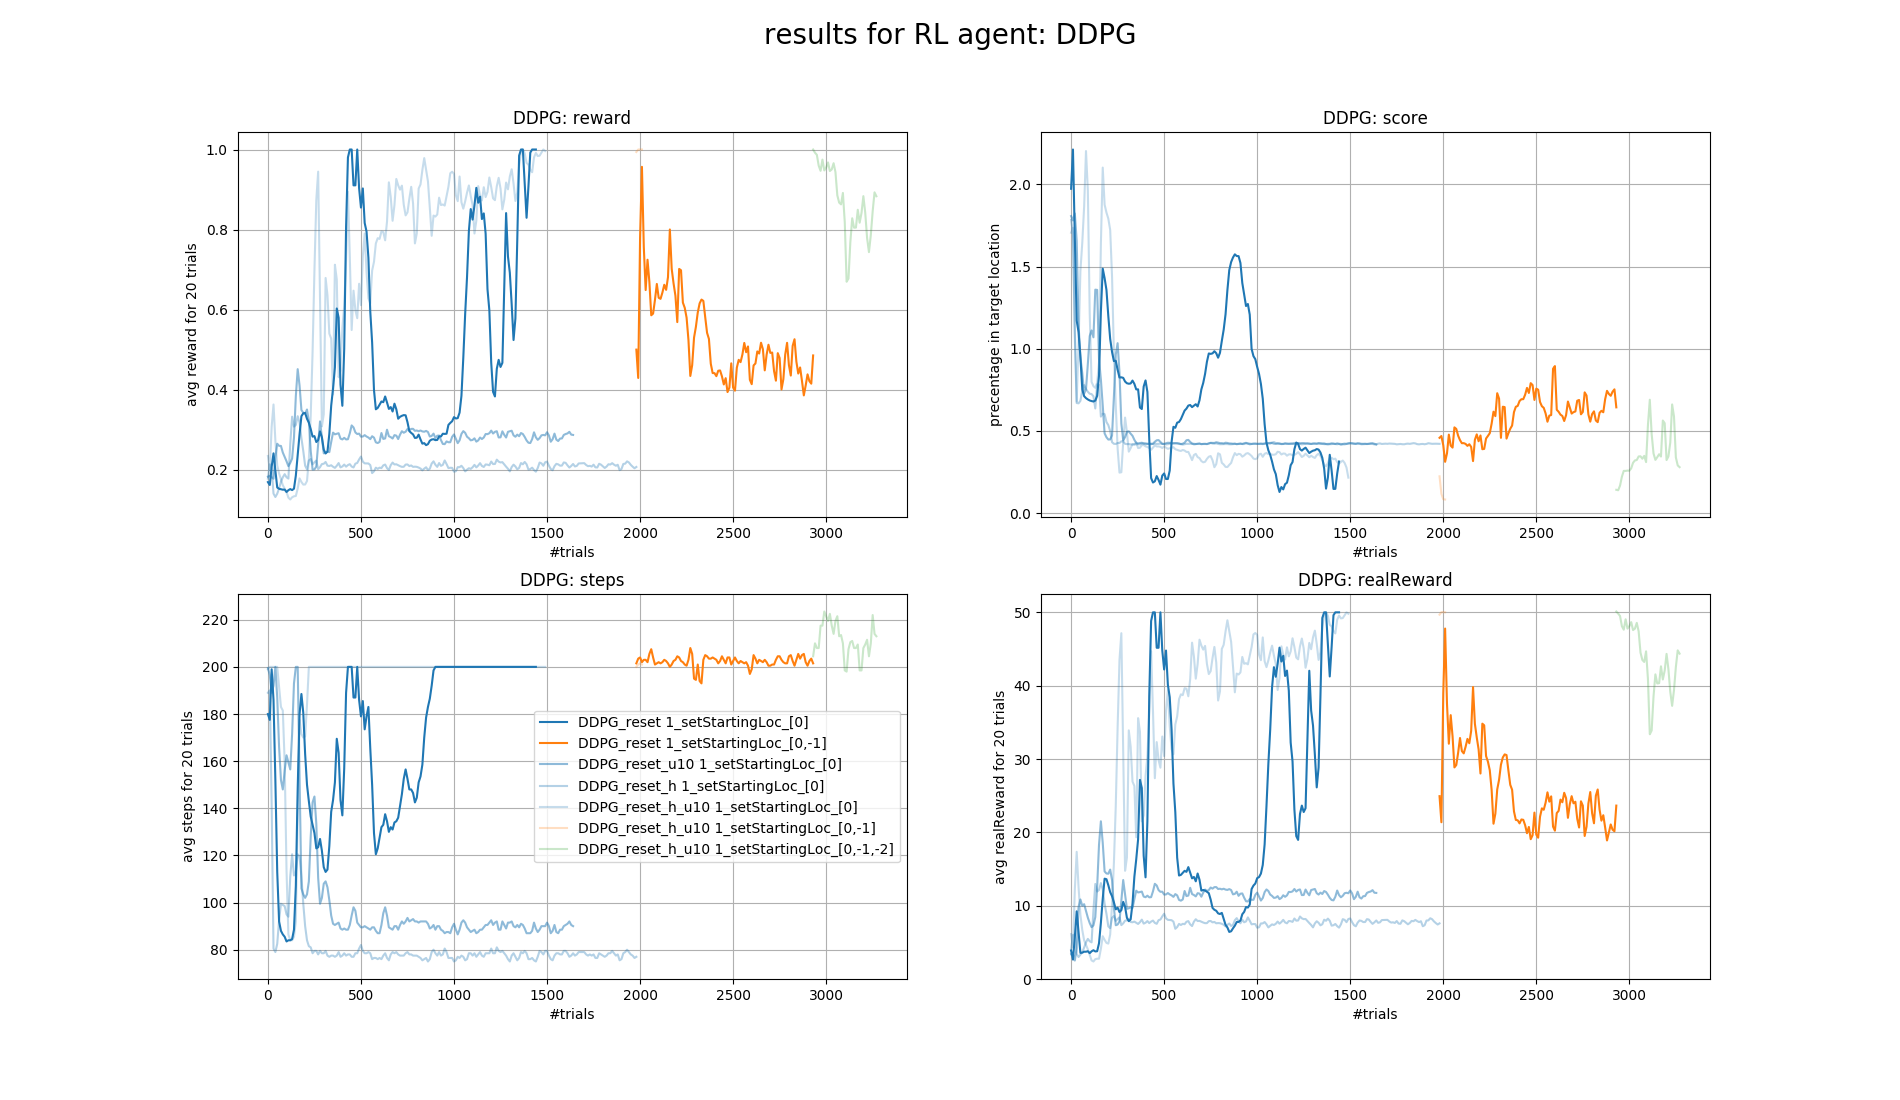 results for RL agent: DDPG
DDPG: reward
1.0
0.8
0.6
0.4
0.2
avg reward for 20 trials
0 500 1000 1500 2000 2500 3000
#trials
DDPG: score
2.0
1.5
1.0
0.5
0.0
precentage in target location
0 500 1000 1500 2000 2500 3000
#trials
DDPG: steps
220
200
180
160
140
120
100
80
avg steps for 20 trials
DDPG_reset 1_setStartingLoc_[0]
DDPG_reset 1_setStartingLoc_[0,-1]
DDPG_reset_u10 1_setStartingLoc_[0]
DDPG_reset_h 1_setStartingLoc_[0]
DDPG_reset_h_u10 1_setStartingLoc_[0]
DDPG_reset_h_u10 1_setStartingLoc_[0,-1]
DDPG_reset_h_u10 1_setStartingLoc_[0,-1,-2]
0 500 1000 1500 2000 2500 3000
#trials
DDPG: realReward
50
40
30
20
10
0
avg realReward for 20 trials
0 500 1000 1500 2000 2500 3000
#trials